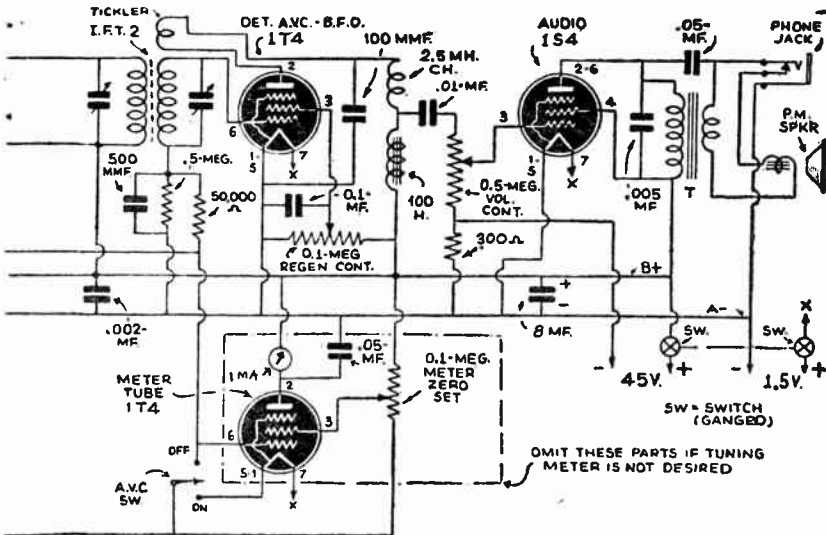 TICKLER
I.F.T. 2
DET. A.V.C. - B.F.O.
1T4
100 MMF.
2.5 MH.
CH.
.01-MF.
AUDIO
1S4
.05-
MF.
PHONE
JACK
P.M.
SPKR
2
3
6
1-
5
7
X
2-6
3
4
1-
5
7
X
500
MMF
.5-MEG.
50,000
Ω
0.1-
MF.
0.1-MEG
REGEN CONT.
100
H.
0.5-MEG.
VOL.
CONT.
300Ω
.005
MF
T
B+
A-
+
-
8 MF.
.002-
MF.
.05-
MF.
1 MA
METER
TUBE
1T4
2
3
6
5-1
7
X
0.1-MEG.
METER
ZERO
SET
OFF
A.V.C
SW.
ON
SW.
SW.
X
-
45V.
+
-
1.5V.
+
SW = SWITCH
(GANGED)
OMIT THESE PARTS IF TUNING
METER IS NOT DESIRED